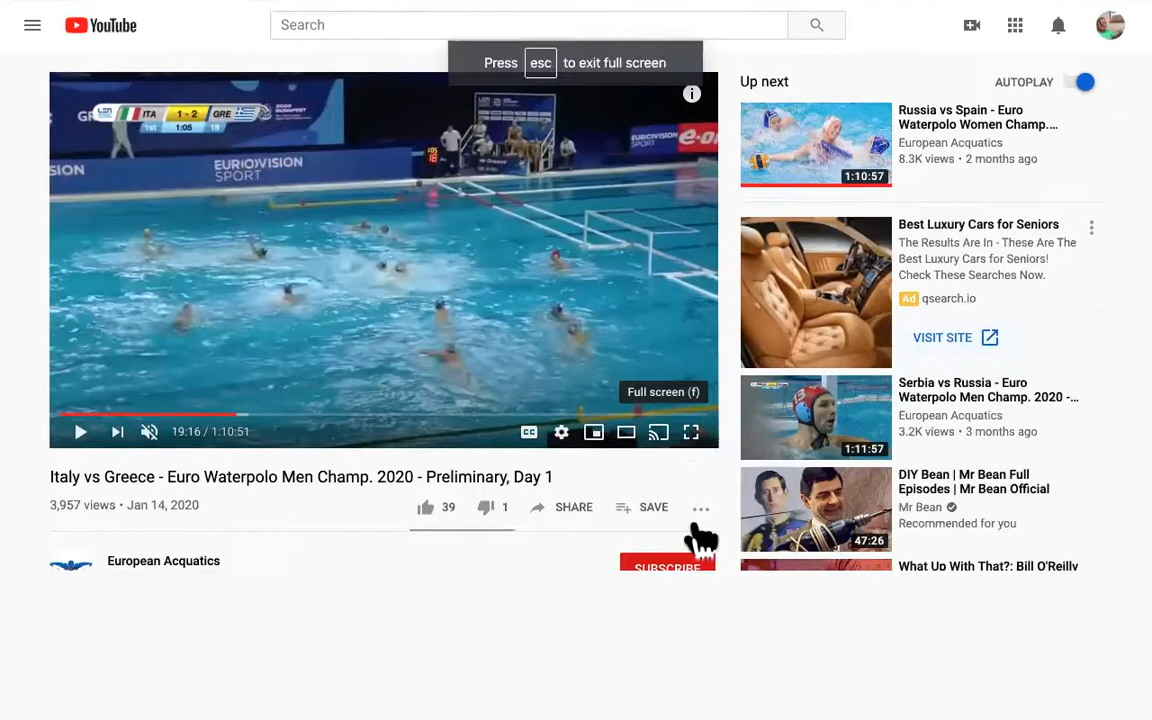 YouTube
Search
Press esc to exit full screen
ITA 1 - 2 GRE
1st 1:05
EUROVISION
SPORT
SION
EUROVISION
SPORT
Full screen (f)
CC
19:16 / 1:10:51
Italy vs Greece - Euro Waterpolo Men Champ. 2020 - Preliminary, Day 1
3,957 views • Jan 14, 2020
39
1
SHARE
SAVE
European Acquatics
SUBSCRIBE
Up next
AUTOPLAY
Russia vs Spain - Euro
Waterpolo Women Champ....
European Acquatics
8.3K views • 2 months ago
1:10:57
Best Luxury Cars for Seniors
The Results Are In - These Are The
Best Luxury Cars for Seniors!
Check These Searches Now.
Ad qsearch.io
VISIT SITE
Serbia vs Russia - Euro
Waterpolo Men Champ. 2020 -...
European Acquatics
3.2K views • 3 months ago
1:11:57
DIY Bean | Mr Bean Full
Episodes | Mr Bean Official
Mr Bean
Recommended for you
47:26
What Up With That?: Bill O'Reilly